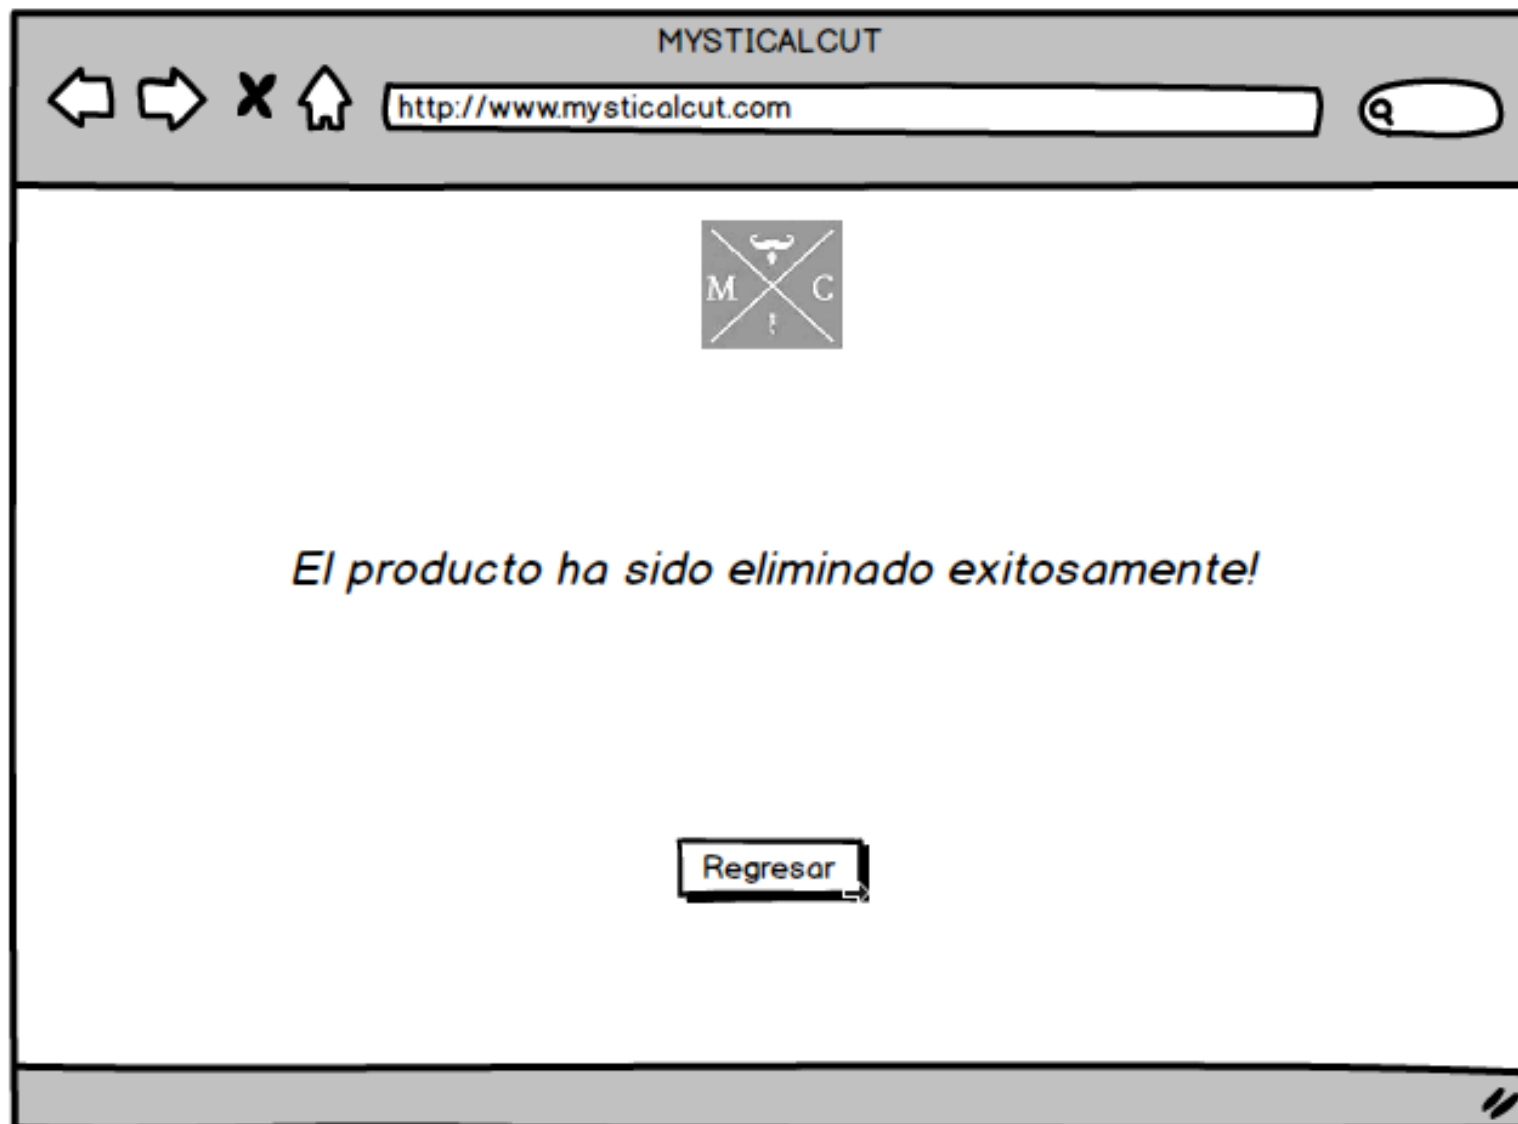 MYSTICALCUT
http://www.mysticalcut.com
M C
El producto ha sido eliminado exitosamente!
Regresar